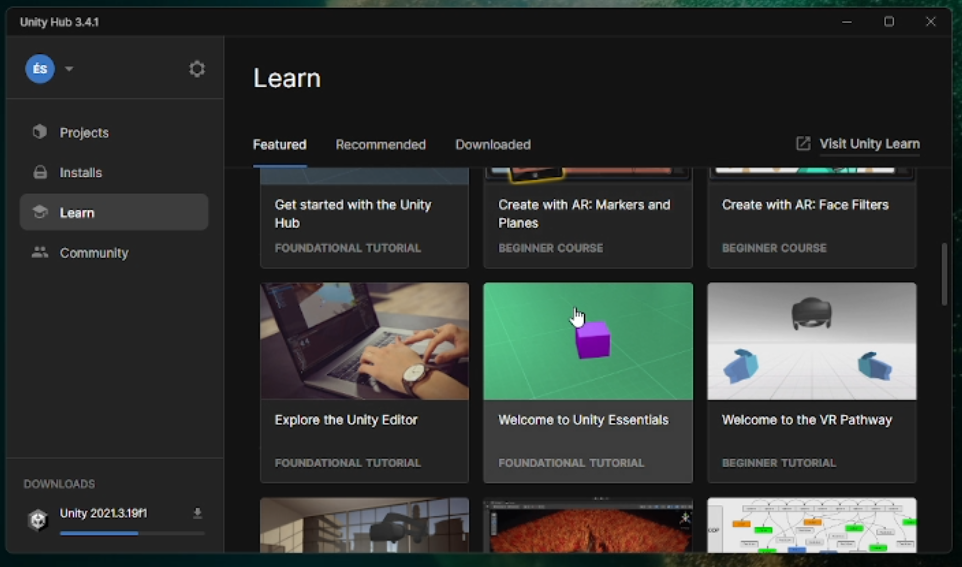 Unity Hub 3.4.1
ÉS
Projects
Installs
Learn
Community
DOWNLOADS
Unity 2021.3.19f1
Learn
Featured
Recommended
Downloaded
Visit Unity Learn
Get started with the Unity
Hub
FOUNDATIONAL TUTORIAL
Create with AR: Markers and
Planes
BEGINNER COURSE
Create with AR: Face Filters
BEGINNER COURSE
Explore the Unity Editor
FOUNDATIONAL TUTORIAL
Welcome to Unity Essentials
FOUNDATIONAL TUTORIAL
Welcome to the VR Pathway
BEGINNER TUTORIAL